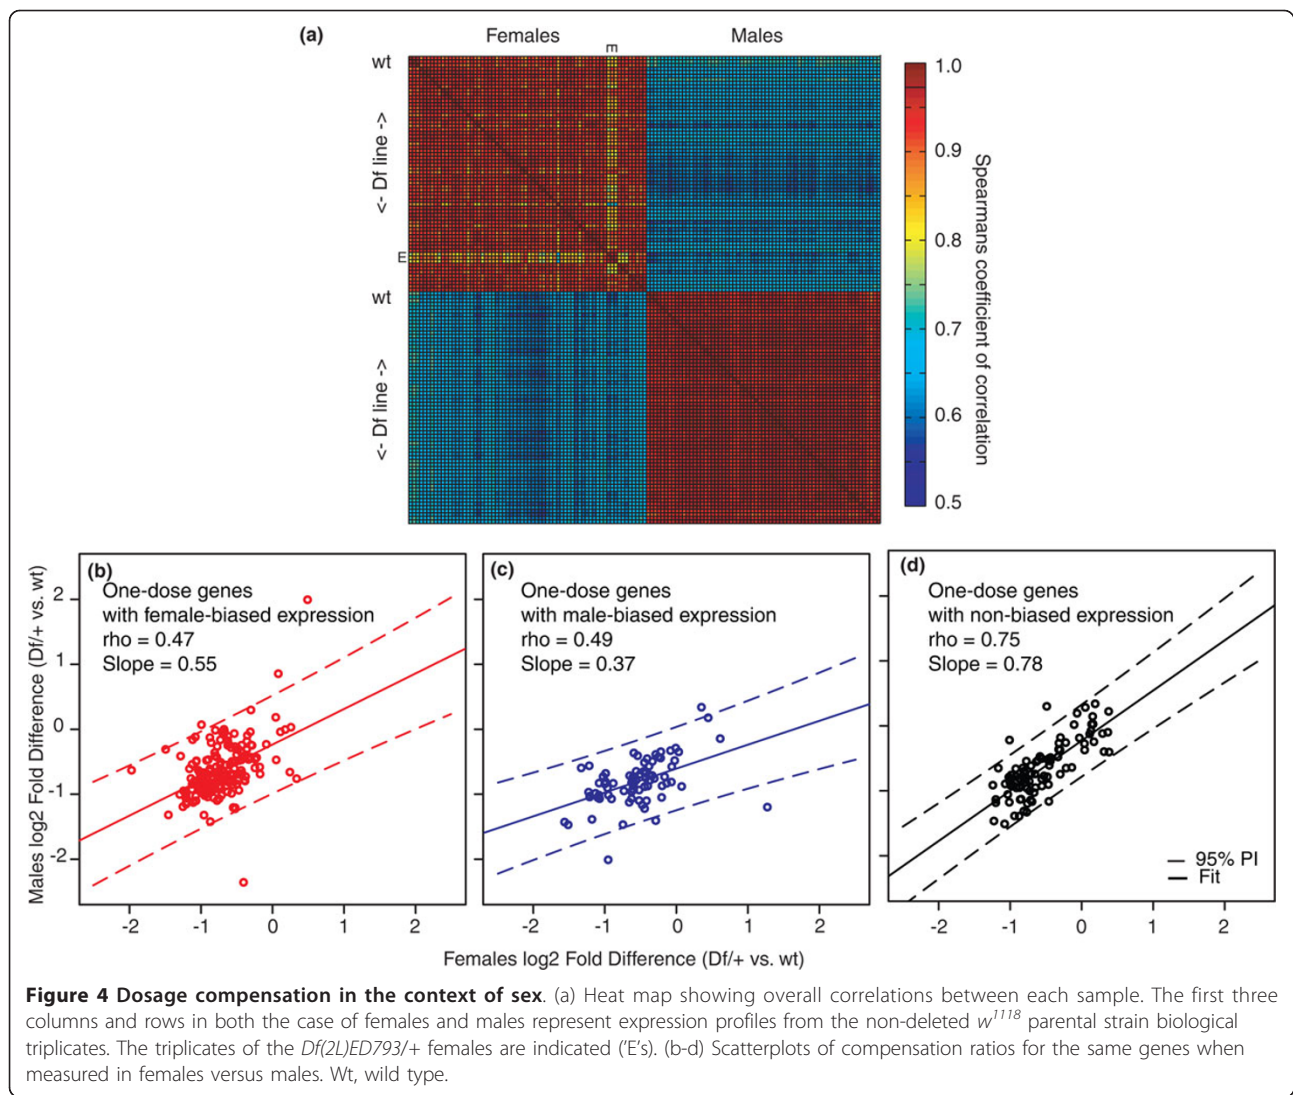 (a)
Females
Males
E
wt
<- Df line ->
E
wt
<- Df line ->
1.0
0.9
0.8
0.7
0.6
0.5
Spearmans coefficient of correlation
(b)
One-dose genes
with female-biased expression
rho = 0.47
Slope = 0.55
(c)
One-dose genes
with male-biased expression
rho = 0.49
Slope = 0.37
(d)
One-dose genes
with non-biased expression
rho = 0.75
Slope = 0.78
95% PI
Fit
Males log2 Fold Difference (Df/+ vs. wt)
2
1
0
-1
-2
-2 -1 0 1 2
-2 -1 0 1 2
-2 -1 0 1 2
Females log2 Fold Difference (Df/+ vs. wt)
Figure 4 Dosage compensation in the context of sex. (a) Heat map showing overall correlations between each sample. The first three
columns and rows in both the case of females and males represent expression profiles from the non-deleted w1118 parental strain biological
triplicates. The triplicates of the Df(2L)ED793/+ females are indicated ('E's). (b-d) Scatterplots of compensation ratios for the same genes when
measured in females versus males. Wt, wild type.